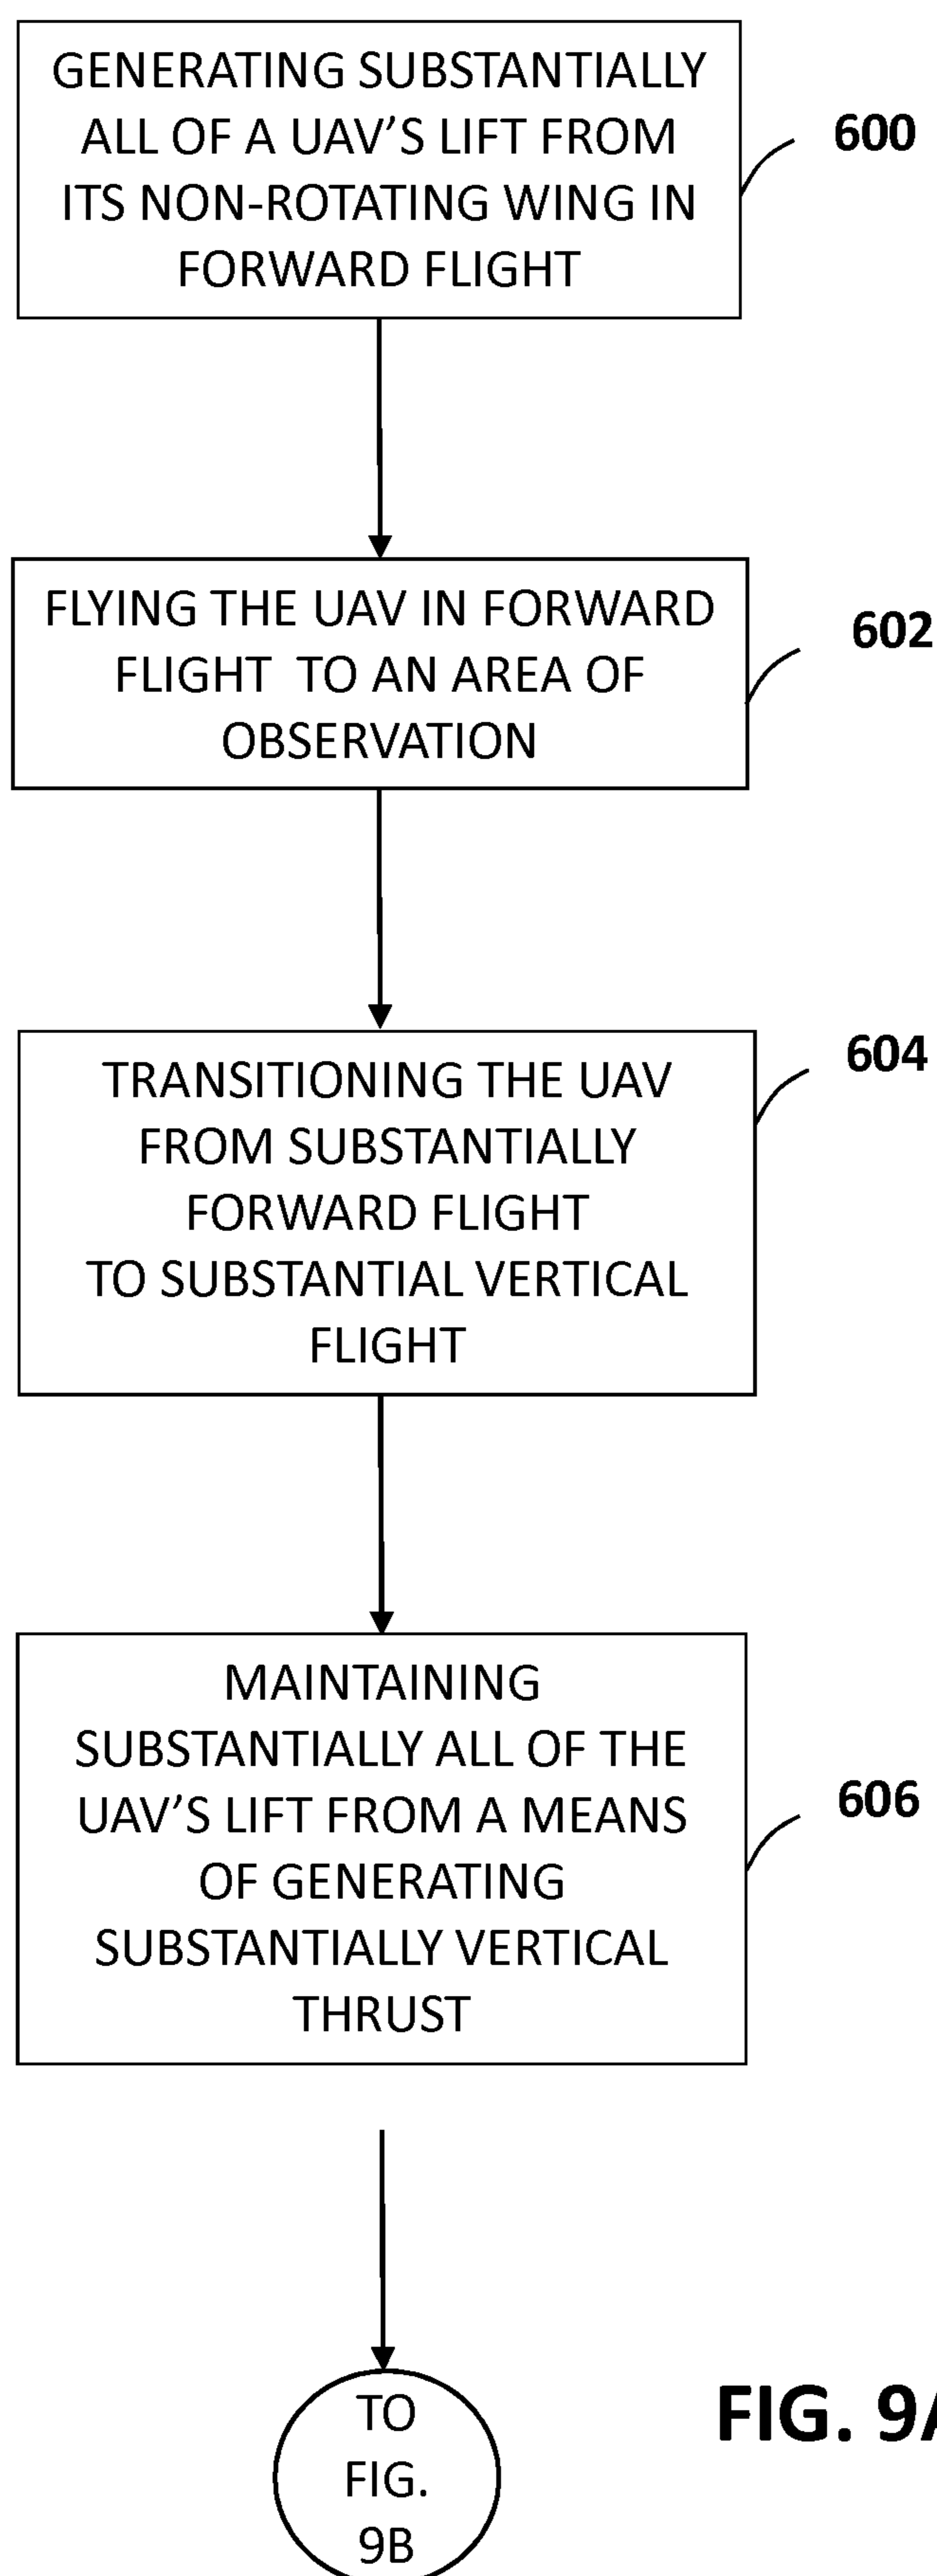 GENERATING SUBSTANTIALLY
ALL OF A UAV’S LIFT FROM
ITS NON-ROTATING WING IN
FORWARD FLIGHT
600
FLYING THE UAV IN FORWARD
FLIGHT TO AN AREA OF
OBSERVATION
602
TRANSITIONING THE UAV
FROM SUBSTANTIALLY
FORWARD FLIGHT
TO SUBSTANTIAL VERTICAL
FLIGHT
604
MAINTAINING
SUBSTANTIALLY ALL OF THE
UAV’S LIFT FROM A MEANS
OF GENERATING
SUBSTANTIALLY VERTICAL
THRUST
606
TO
FIG.
9B
FIG. 9A